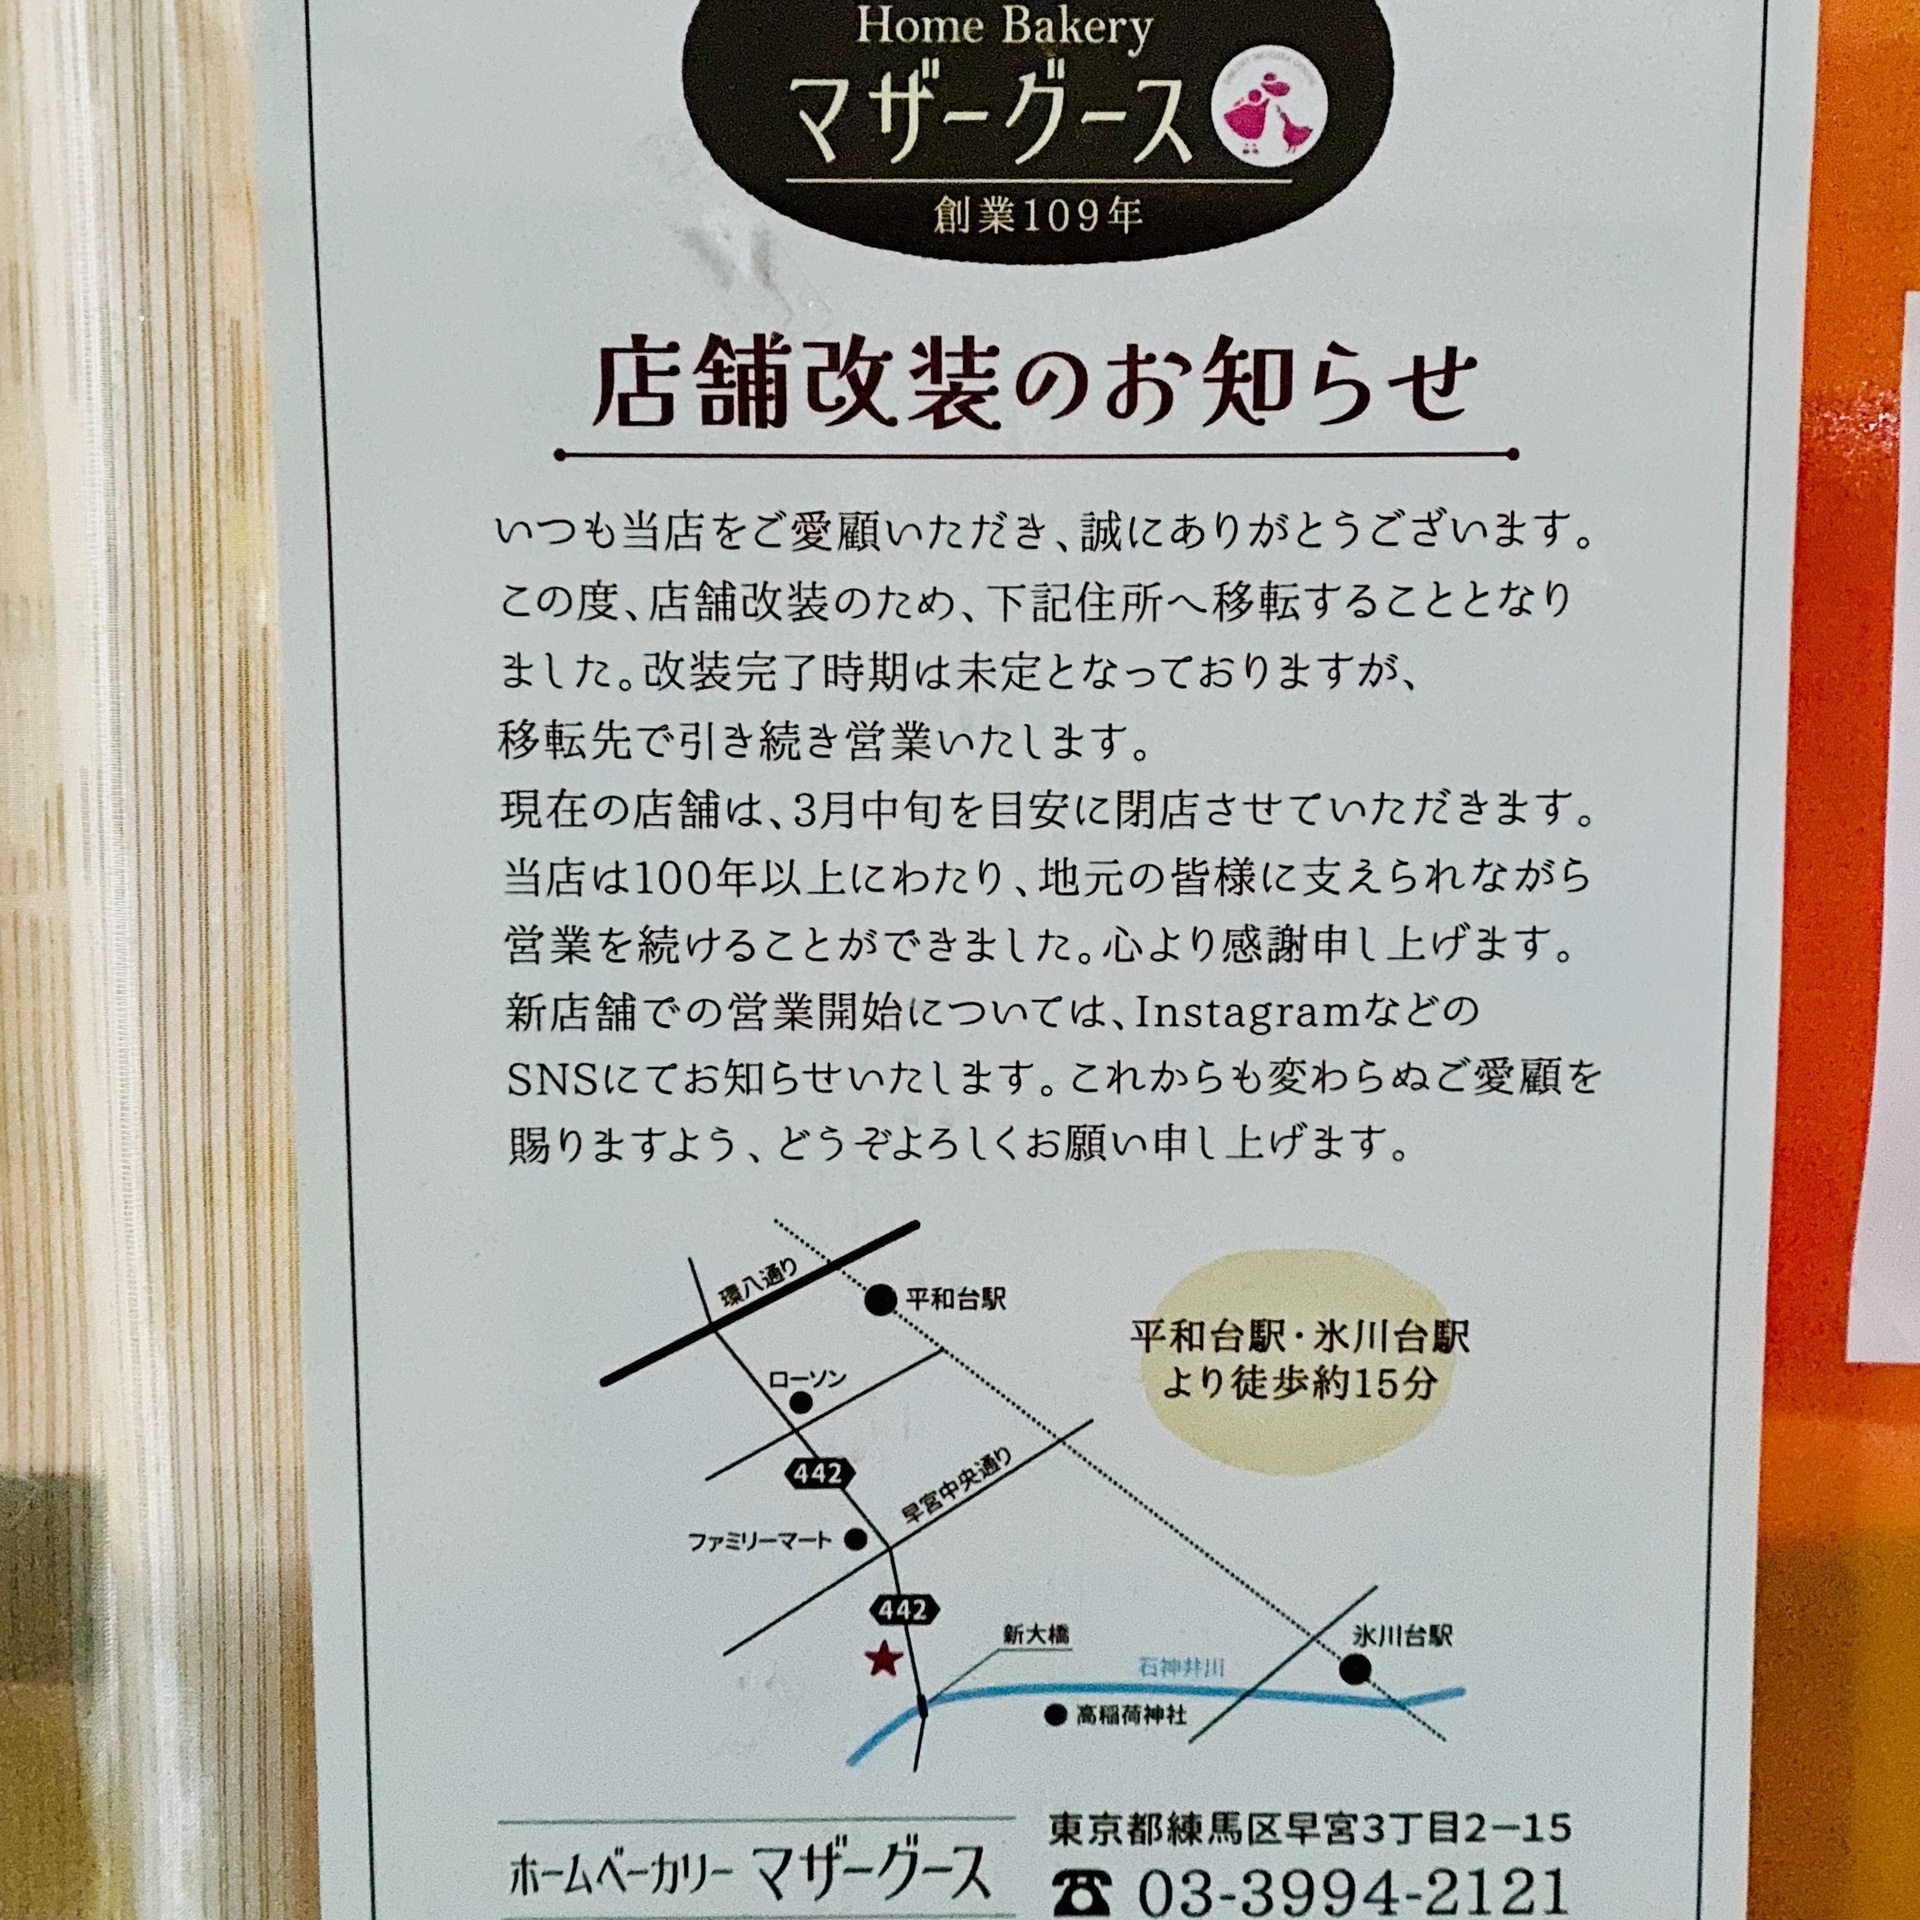 Home Bakery
マザーグース
創業109年
店舗改装のお知らせ
いつも当店をご愛顧いただき、誠にありがとうございます。
この度、店舗改装のため、下記住所へ移転することとなり
ました。改装完了時期は未定となっておりますが、
移転先で引き続き営業いたします。
現在の店舗は、3月中旬を目安に閉店させていただきます。
当店は100年以上にわたり、地元の皆様に支えられながら
営業を続けることができました。心より感謝申し上げます。
新店舗での営業開始については、Instagramなどの
SNSにてお知らせいたします。これからも変わらぬご愛顧を
賜りますよう、どうぞよろしくお願い申し上げます。
環八通り
平和台駅
平和台駅・氷川台駅
より徒歩約15分
ローソン
442
早宮中央通り
ファミリーマート
442
新大橋
氷川台駅
石神井川
高稲荷神社
東京都練馬区早宮3丁目2−15
ホームベーカリー マザーグース
☎ 03-3994-2121